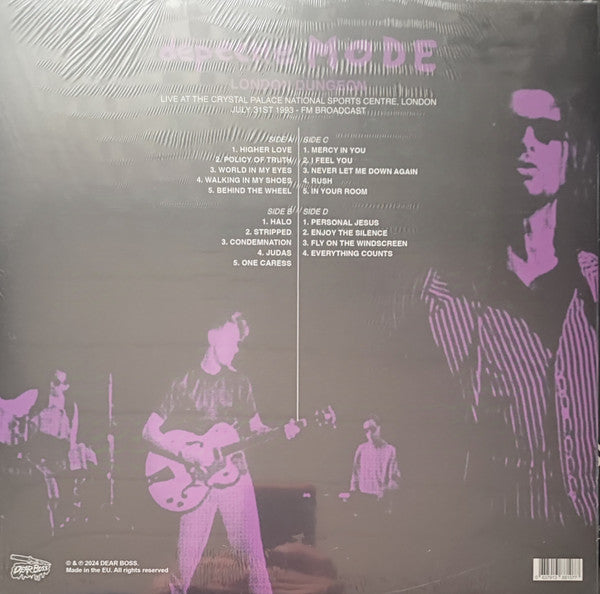 depeche MODE
LONDON DUNGEON
LIVE AT THE CRYSTAL PALACE NATIONAL SPORTS CENTRE, LONDON
JULY 31ST 1993 - FM BROADCAST
SIDE A
1. HIGHER LOVE
2. POLICY OF TRUTH
3. WORLD IN MY EYES
4. WALKING IN MY SHOES
5. BEHIND THE WHEEL
SIDE B
1. HALO
2. STRIPPED
3. CONDEMNATION
4. JUDAS
5. ONE CARESS
SIDE C
1. MERCY IN YOU
2. I FEEL YOU
3. NEVER LET ME DOWN AGAIN
4. RUSH
5. IN YOUR ROOM
SIDE D
1. PERSONAL JESUS
2. ENJOY THE SILENCE
3. FLY ON THE WINDSCREEN
4. EVERYTHING COUNTS
DEAR BOSS
© & ℗ 2024 DEAR BOSS.
Made in the EU. All rights reserved